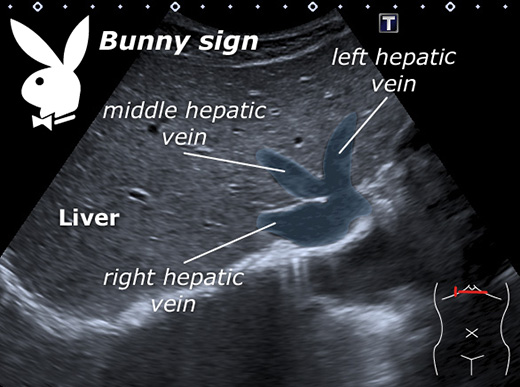 Bunny sign
T
left hepatic
vein
middle hepatic
vein
Liver
right hepatic
vein